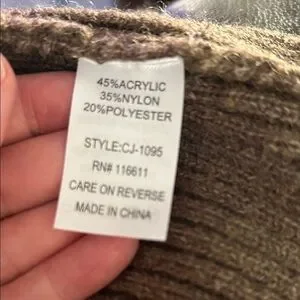 45%ACRYLIC
35%NYLON
20%POLYESTER
STYLE:CJ-1095
RN# 116611
CARE ON REVERSE
MADE IN CHINA